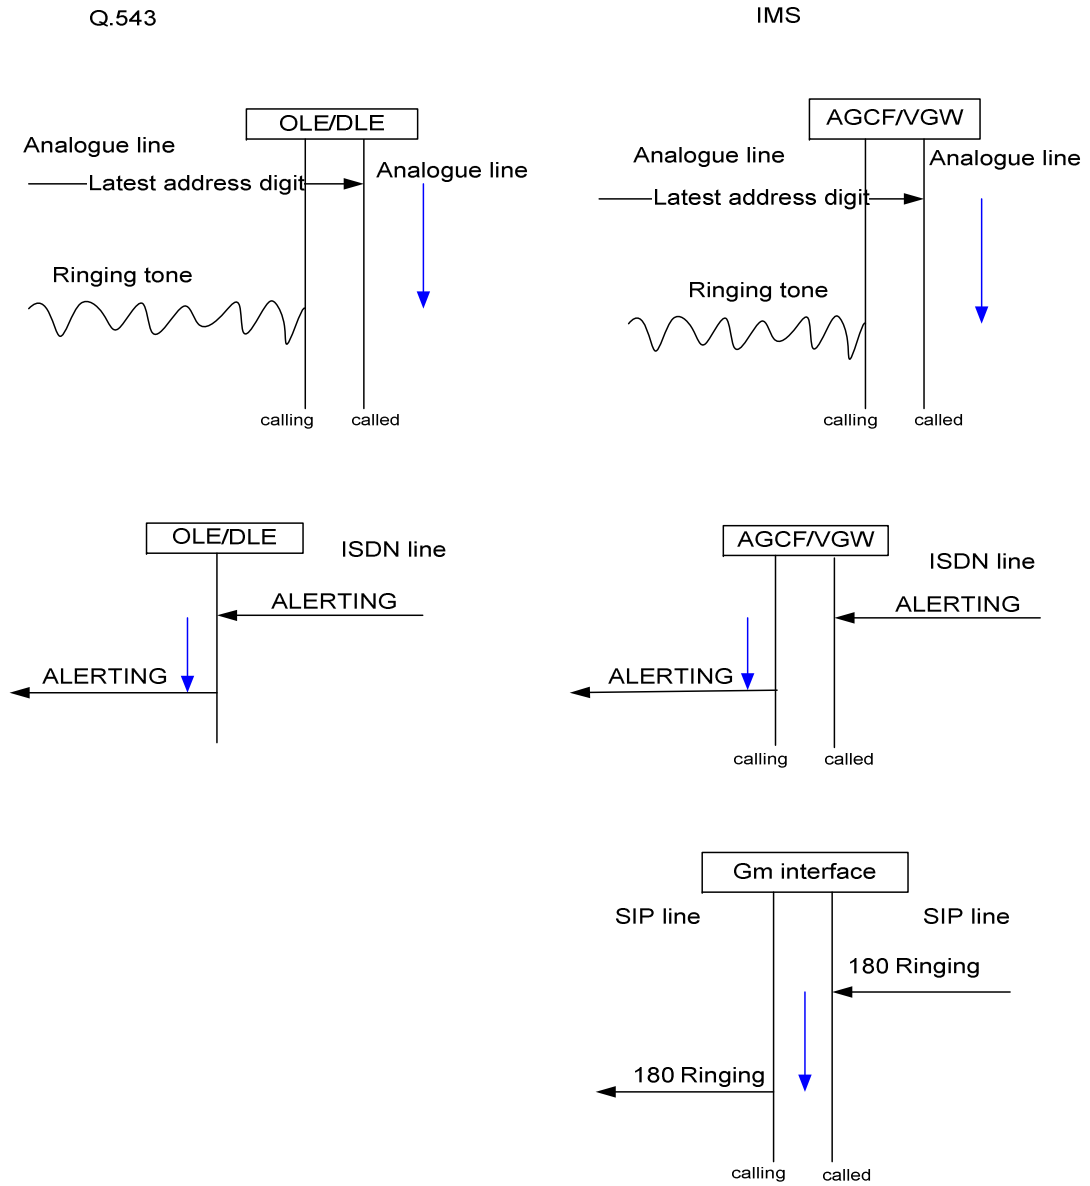 Q.543
IMS
OLE/DLE
Analogue line
Analogue line
Latest address digit
Ringing tone
calling
called
AGCF/VGW
Analogue line
Analogue line
Latest address digit
Ringing tone
calling
called
OLE/DLE
ISDN line
ALERTING
ALERTING
AGCF/VGW
ISDN line
ALERTING
ALERTING
calling
called
Gm interface
SIP line
SIP line
180 Ringing
180 Ringing
calling
called